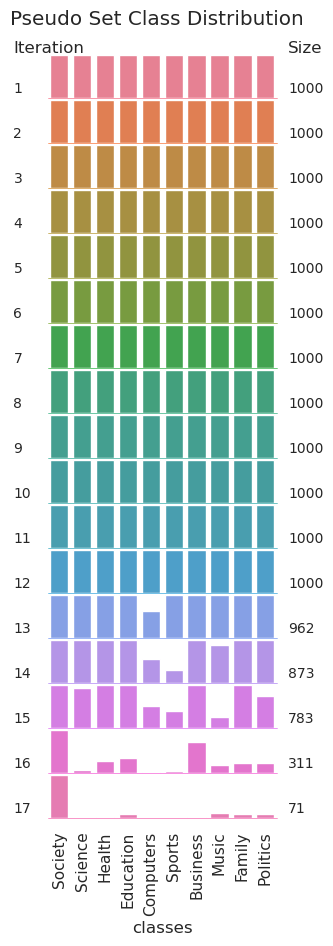 Pseudo Set Class Distribution
Iteration Size
1 1000
2 1000
3 1000
4 1000
5 1000
6 1000
7 1000
8 1000
9 1000
10 1000
11 1000
12 1000
13 962
14 873
15 783
16 311
17 71
Society
Science
Health
Education
Computers
Sports
Business
Music
Family
Politics
classes